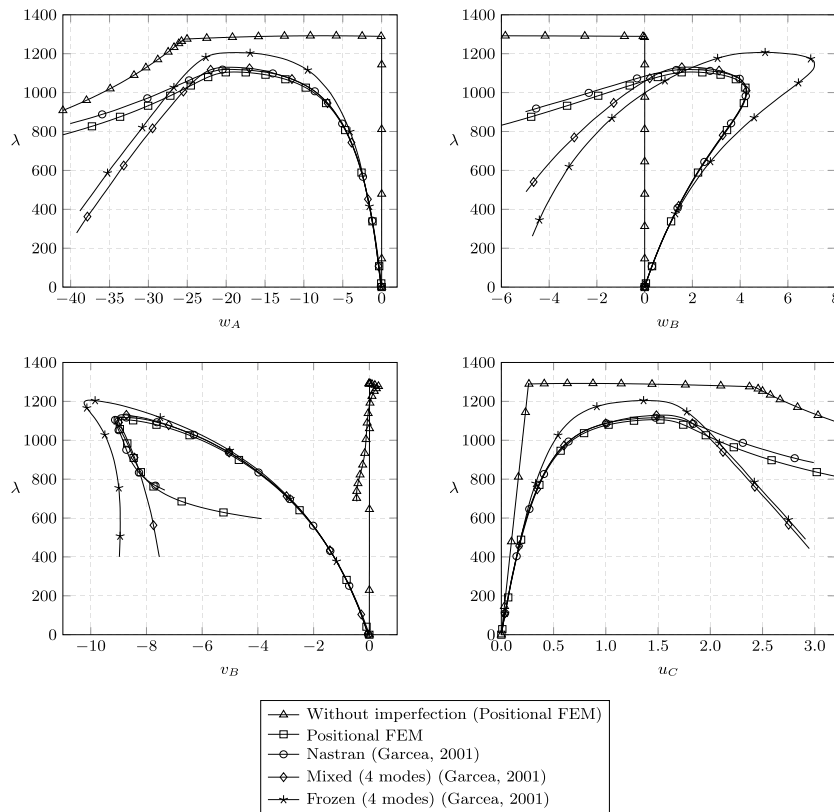 1400
1200
1000
800
600
400
200
0
λ
−40 −35 −30 −25 −20 −15 −10 −5 0
w_A
1400
1200
1000
800
600
400
200
0
λ
−6 −4 −2 0 2 4 6 8
w_B
1400
1200
1000
800
600
400
200
0
λ
−10 −8 −6 −4 −2 0
v_B
1400
1200
1000
800
600
400
200
0
λ
0.0 0.5 1.0 1.5 2.0 2.5 3.0
u_C
Without imperfection (Positional FEM)
Positional FEM
Nastran (Garcea, 2001)
Mixed (4 modes) (Garcea, 2001)
Frozen (4 modes) (Garcea, 2001)